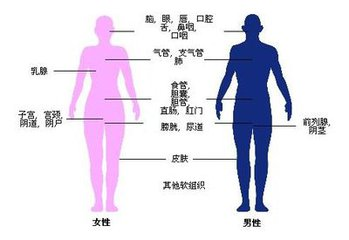 脑, 眼, 唇, 口腔
舌, 鼻咽,
口咽
气管, 支气管
肺
乳腺
食管,
胆囊,
胆管
直肠, 肛门
子宫, 宫颈,
阴道, 阴户
膀胱, 尿道
前列腺,
阴茎
皮肤
其他软组织
女性
男性